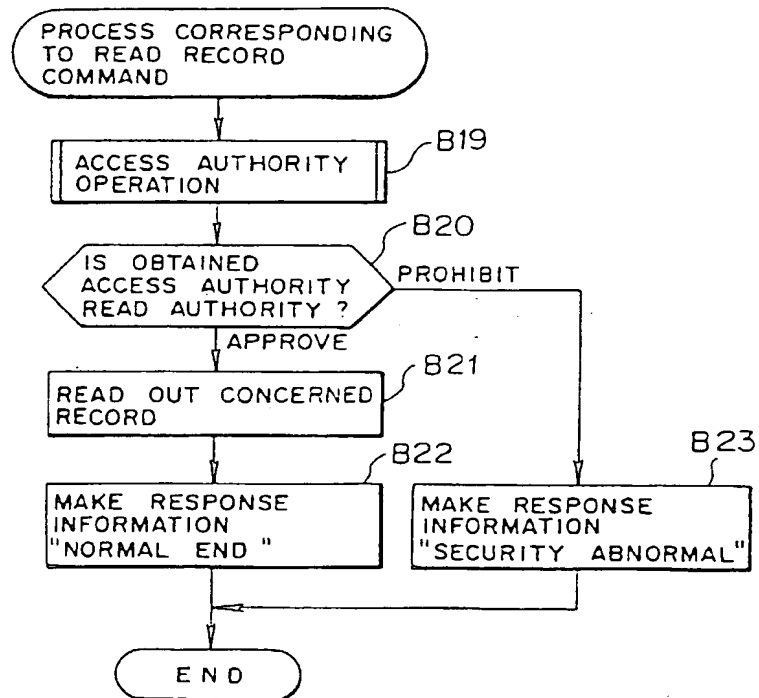 PROCESS CORRESPONDING
TO READ RECORD
COMMAND
B19
ACCESS AUTHORITY
OPERATION
B20
IS OBTAINED
ACCESS AUTHORITY
READ AUTHORITY ?
PROHIBIT
APPROVE
B21
READ OUT CONCERNED
RECORD
B22
MAKE RESPONSE
INFORMATION
"NORMAL END"
B23
MAKE RESPONSE
INFORMATION
"SECURITY ABNORMAL"
END